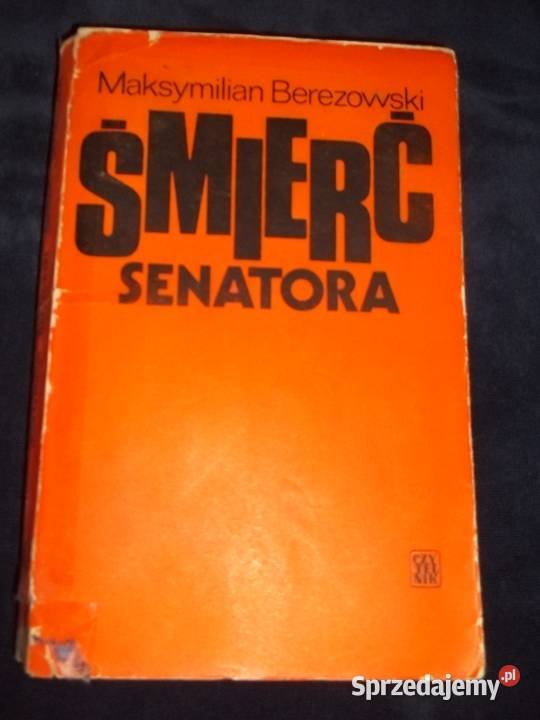 Maksymilian Berezowski
ŚMIERĆ
SENATORA
CZY
TEL
NIK
Sprzedajemy.pl